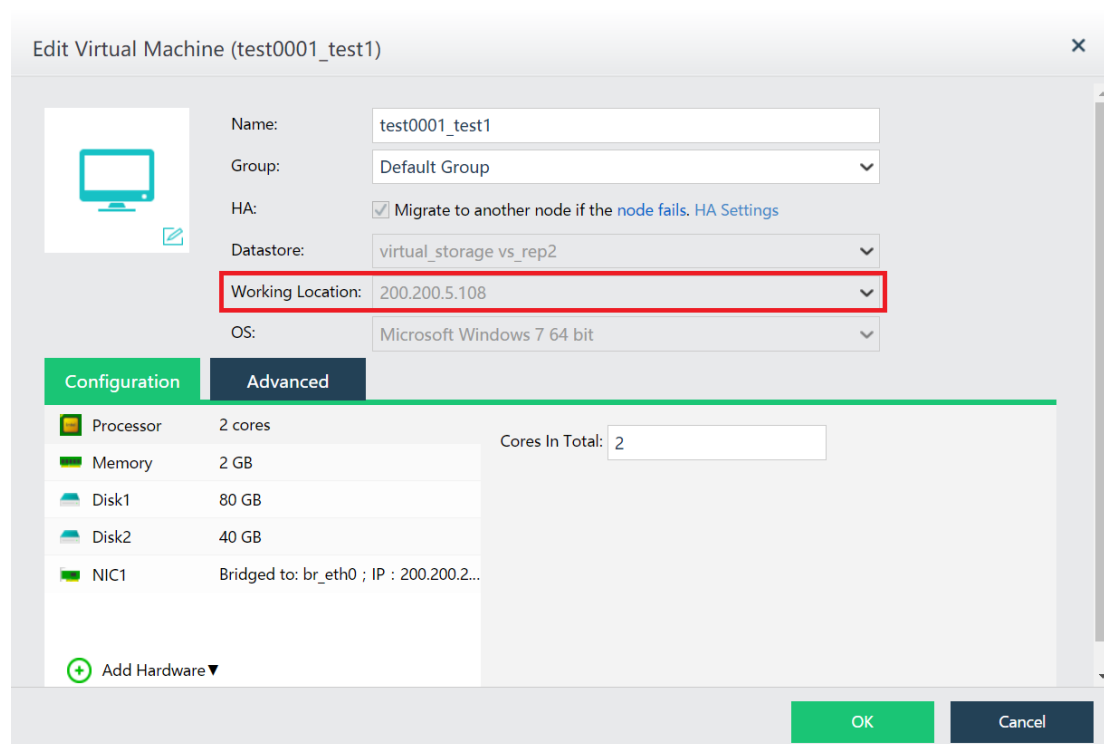 Edit Virtual Machine (test0001_test1)
Name: test0001_test1
Group: Default Group
HA: Migrate to another node if the node fails. HA Settings
Datastore: virtual_storage vs_rep2
Working Location: 200.200.5.108
OS: Microsoft Windows 7 64 bit
Configuration Advanced
Processor 2 cores
Cores In Total: 2
Memory 2 GB
Disk1 80 GB
Disk2 40 GB
NIC1 Bridged to: br_eth0 ; IP : 200.200.2...
Add Hardware
OK Cancel